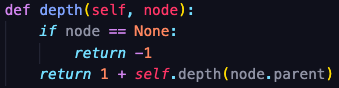 def depth(self, node):
    if node == None:
        return -1
    return 1 + self.depth(node.parent)